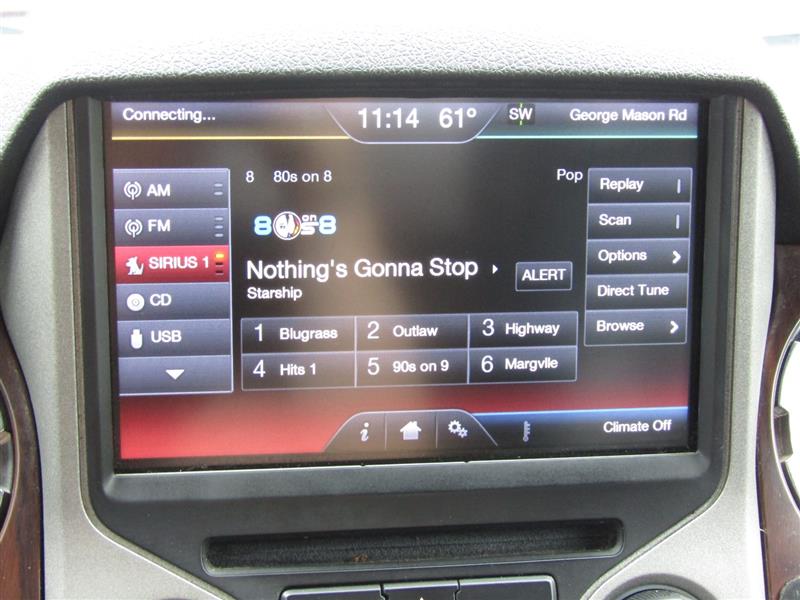 Connecting... 11:14 61° SW George Mason Rd
AM
FM
SIRIUS 1
CD
USB
8 80s on 8 Pop
8 on 8
Nothing's Gonna Stop ALERT
Starship
1 Blugrass 2 Outlaw 3 Highway
4 Hits 1 5 90s on 9 6 Margvlle
Replay
Scan
Options
Direct Tune
Browse
i Climate Off